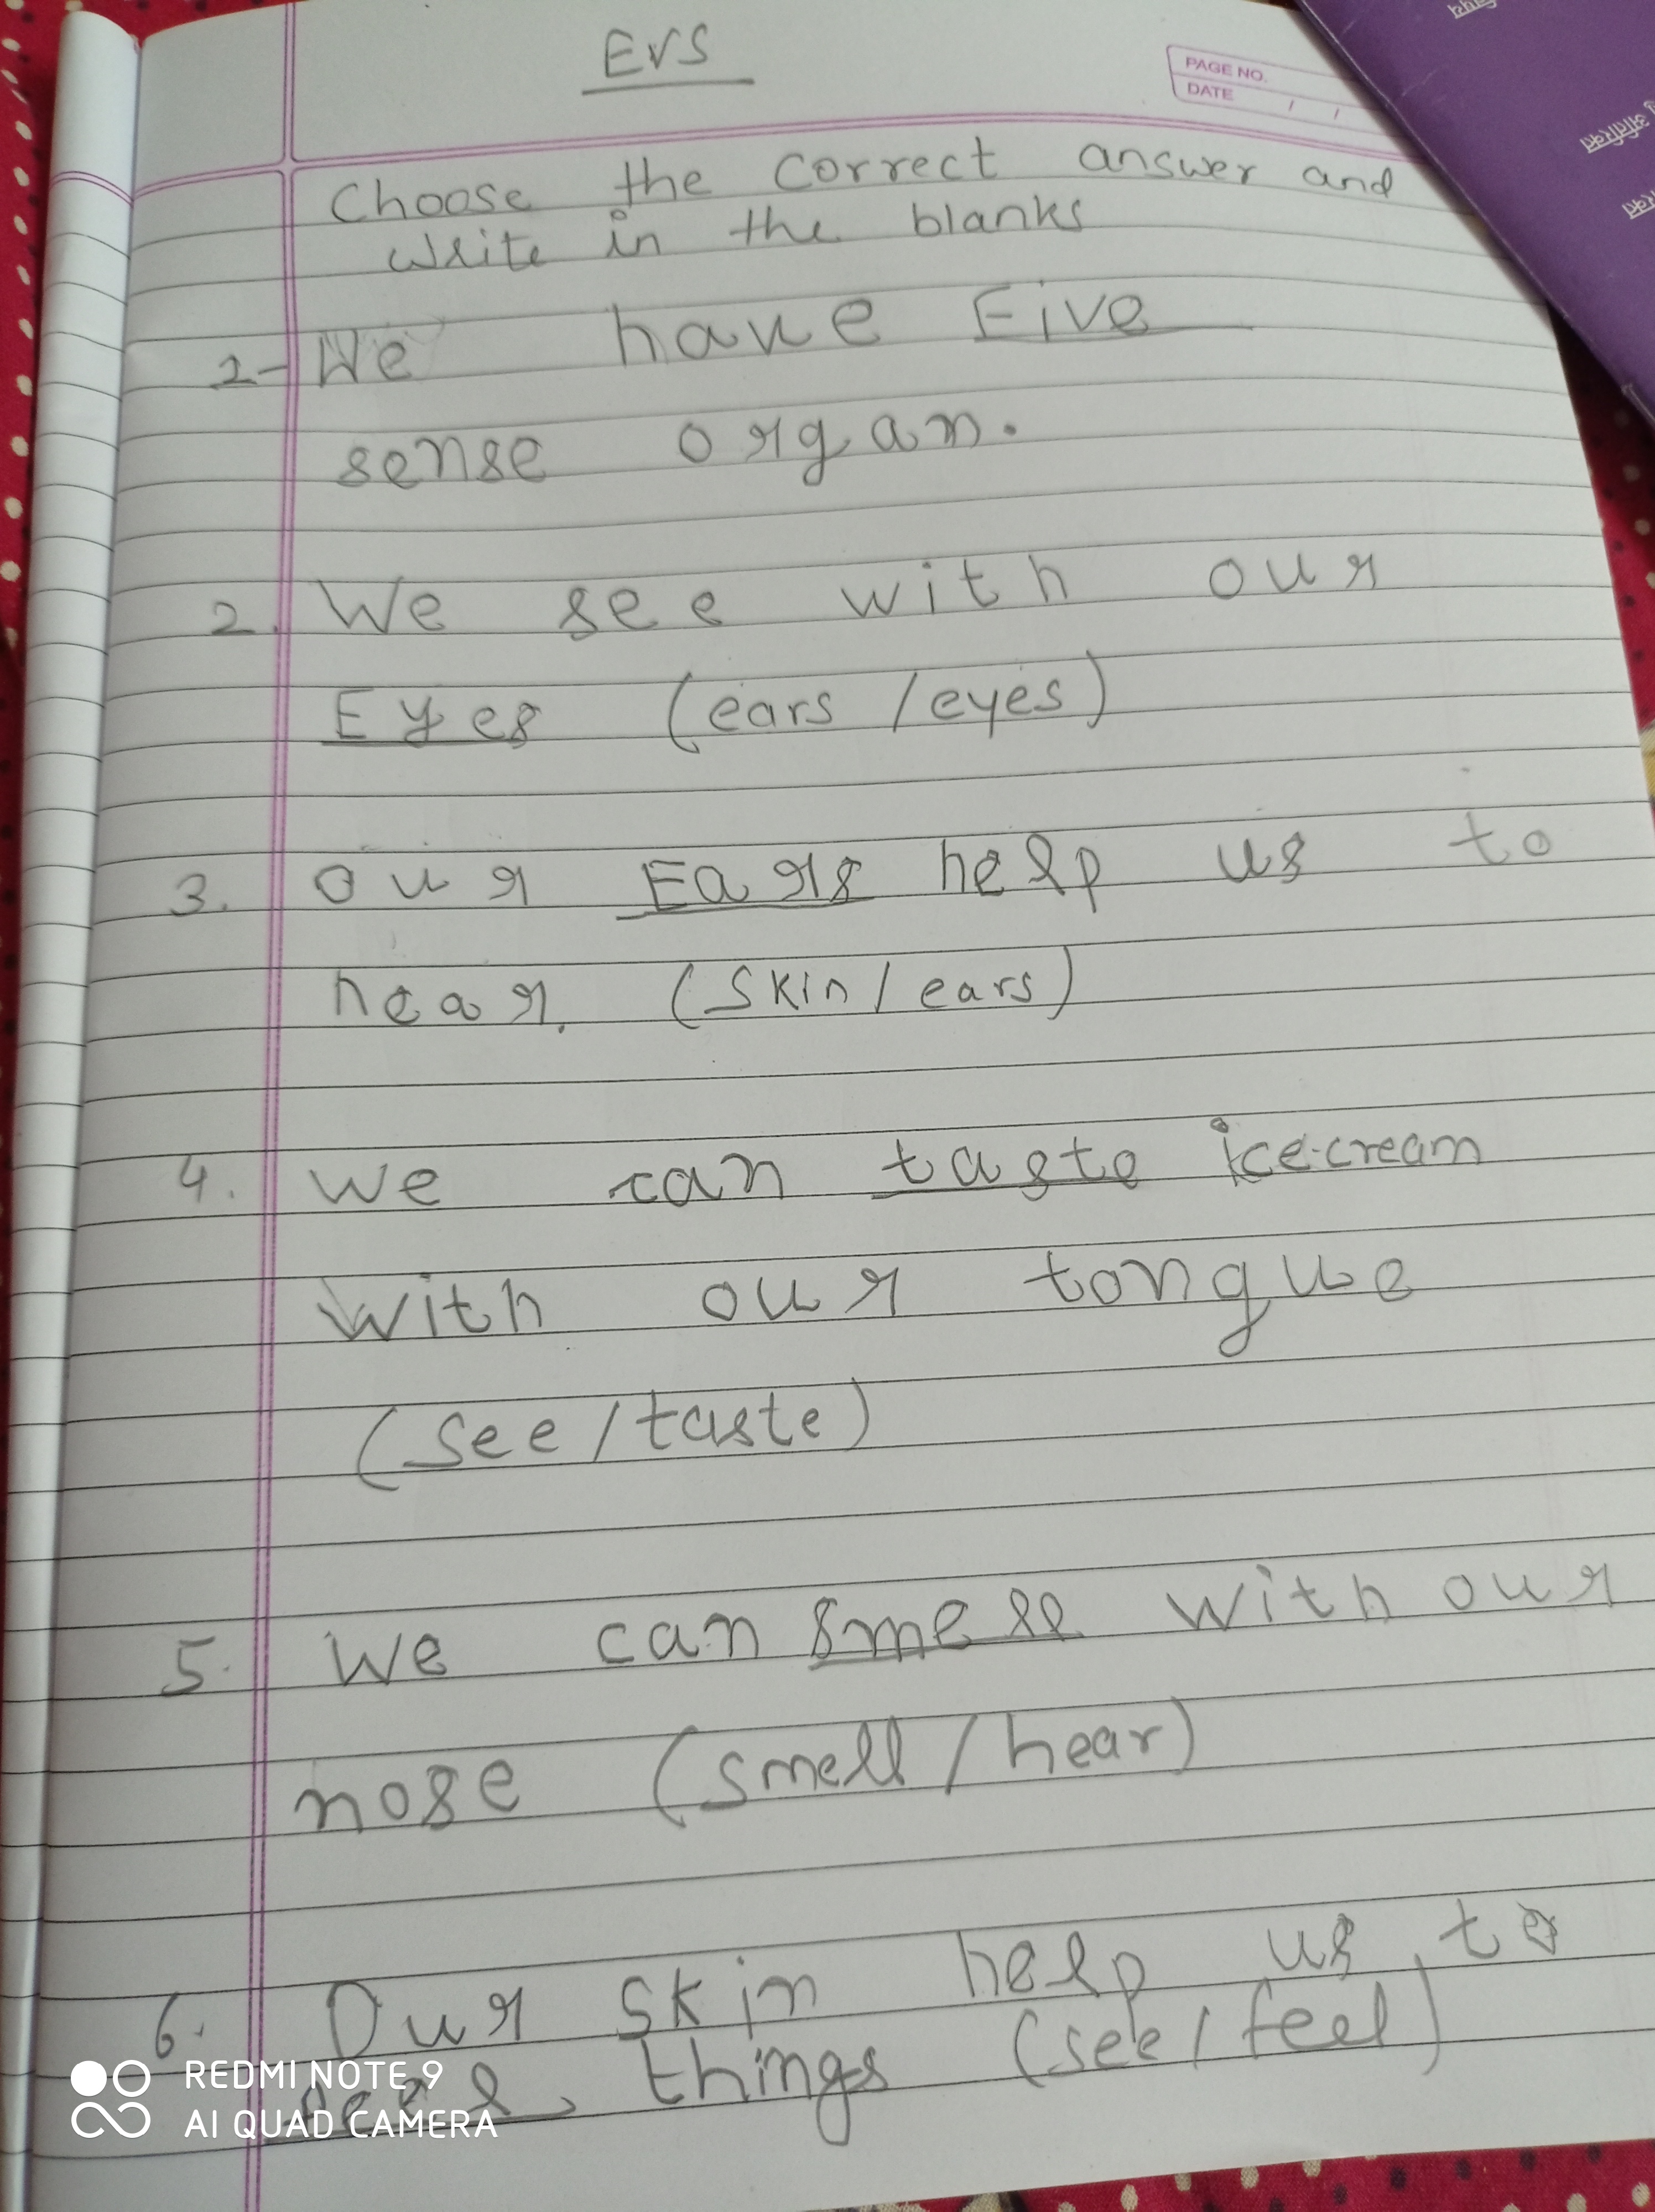 EVS
PAGE NO.
DATE / /
Choose the correct answer and
write in the blanks
1- We have Five
sense organ.
2. We see with our
Eyes (ears / eyes)
3. Our Ears help us to
hear. (Skin / ears)
4. We can taste ice-cream
with our tongue
(see / taste)
5. We can smell with our
nose (smell / hear)
6. Our skin help us to
things (see / feel)
REDMI NOTE 9
AI QUAD CAMERA